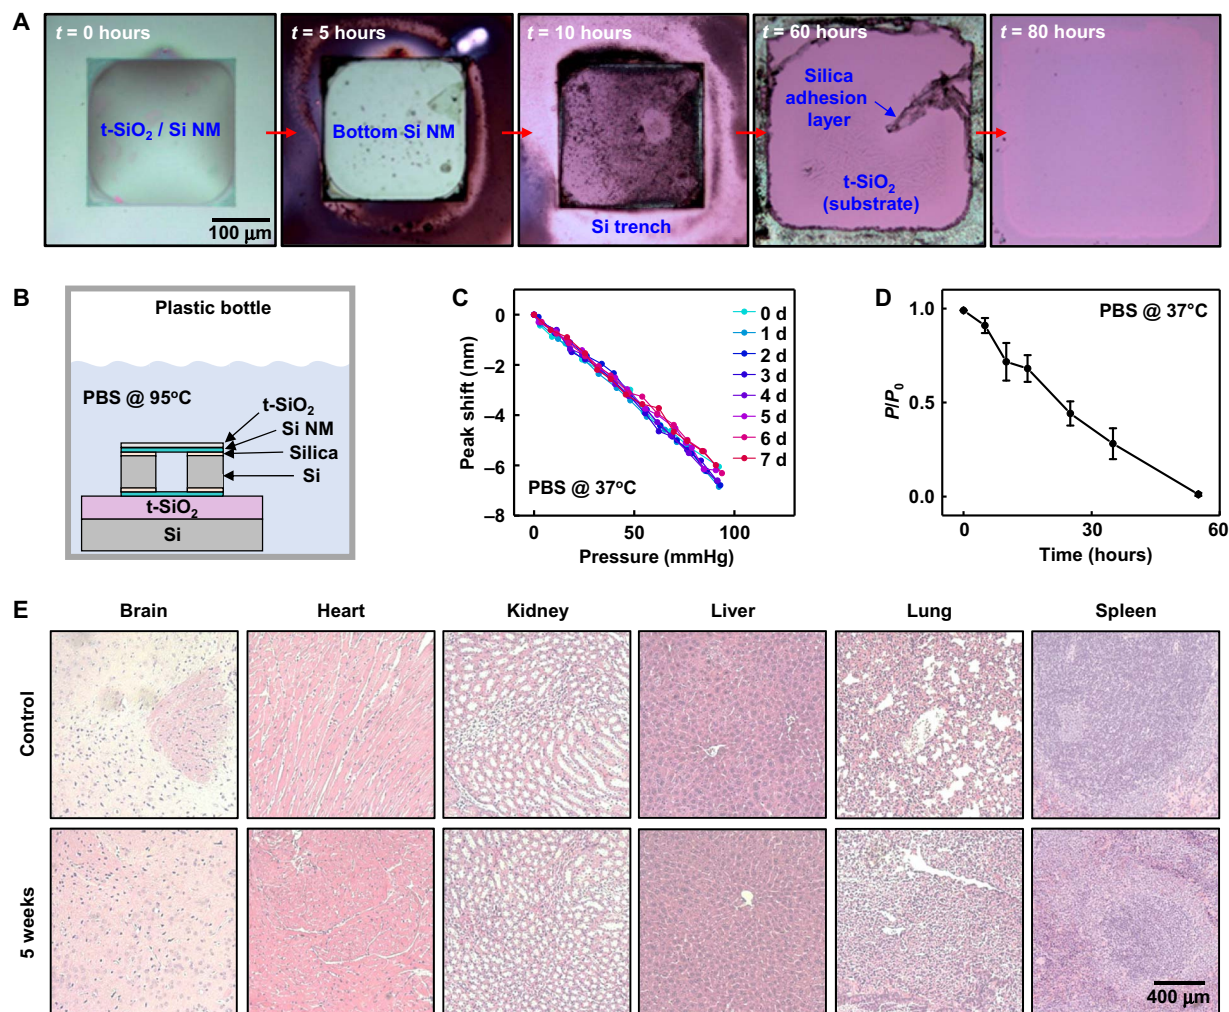 A
t = 0 hours
t = 5 hours
t = 10 hours
t = 60 hours
t = 80 hours
t-SiO₂ / Si NM
Bottom Si NM
Si trench
Silica
adhesion
layer
t-SiO₂
(substrate)
100 μm
B
Plastic bottle
PBS @ 95°C
t-SiO₂
Si NM
Silica
Si
t-SiO₂
Si
C
0
−2
−4
−6
−8
Peak shift (nm)
0 d
1 d
2 d
3 d
4 d
5 d
6 d
7 d
PBS @ 37°C
0
50
100
Pressure (mmHg)
D
PBS @ 37°C
1.0
0.5
0.0
P/P₀
0
30
60
Time (hours)
E
Brain
Heart
Kidney
Liver
Lung
Spleen
Control
5 weeks
400 μm